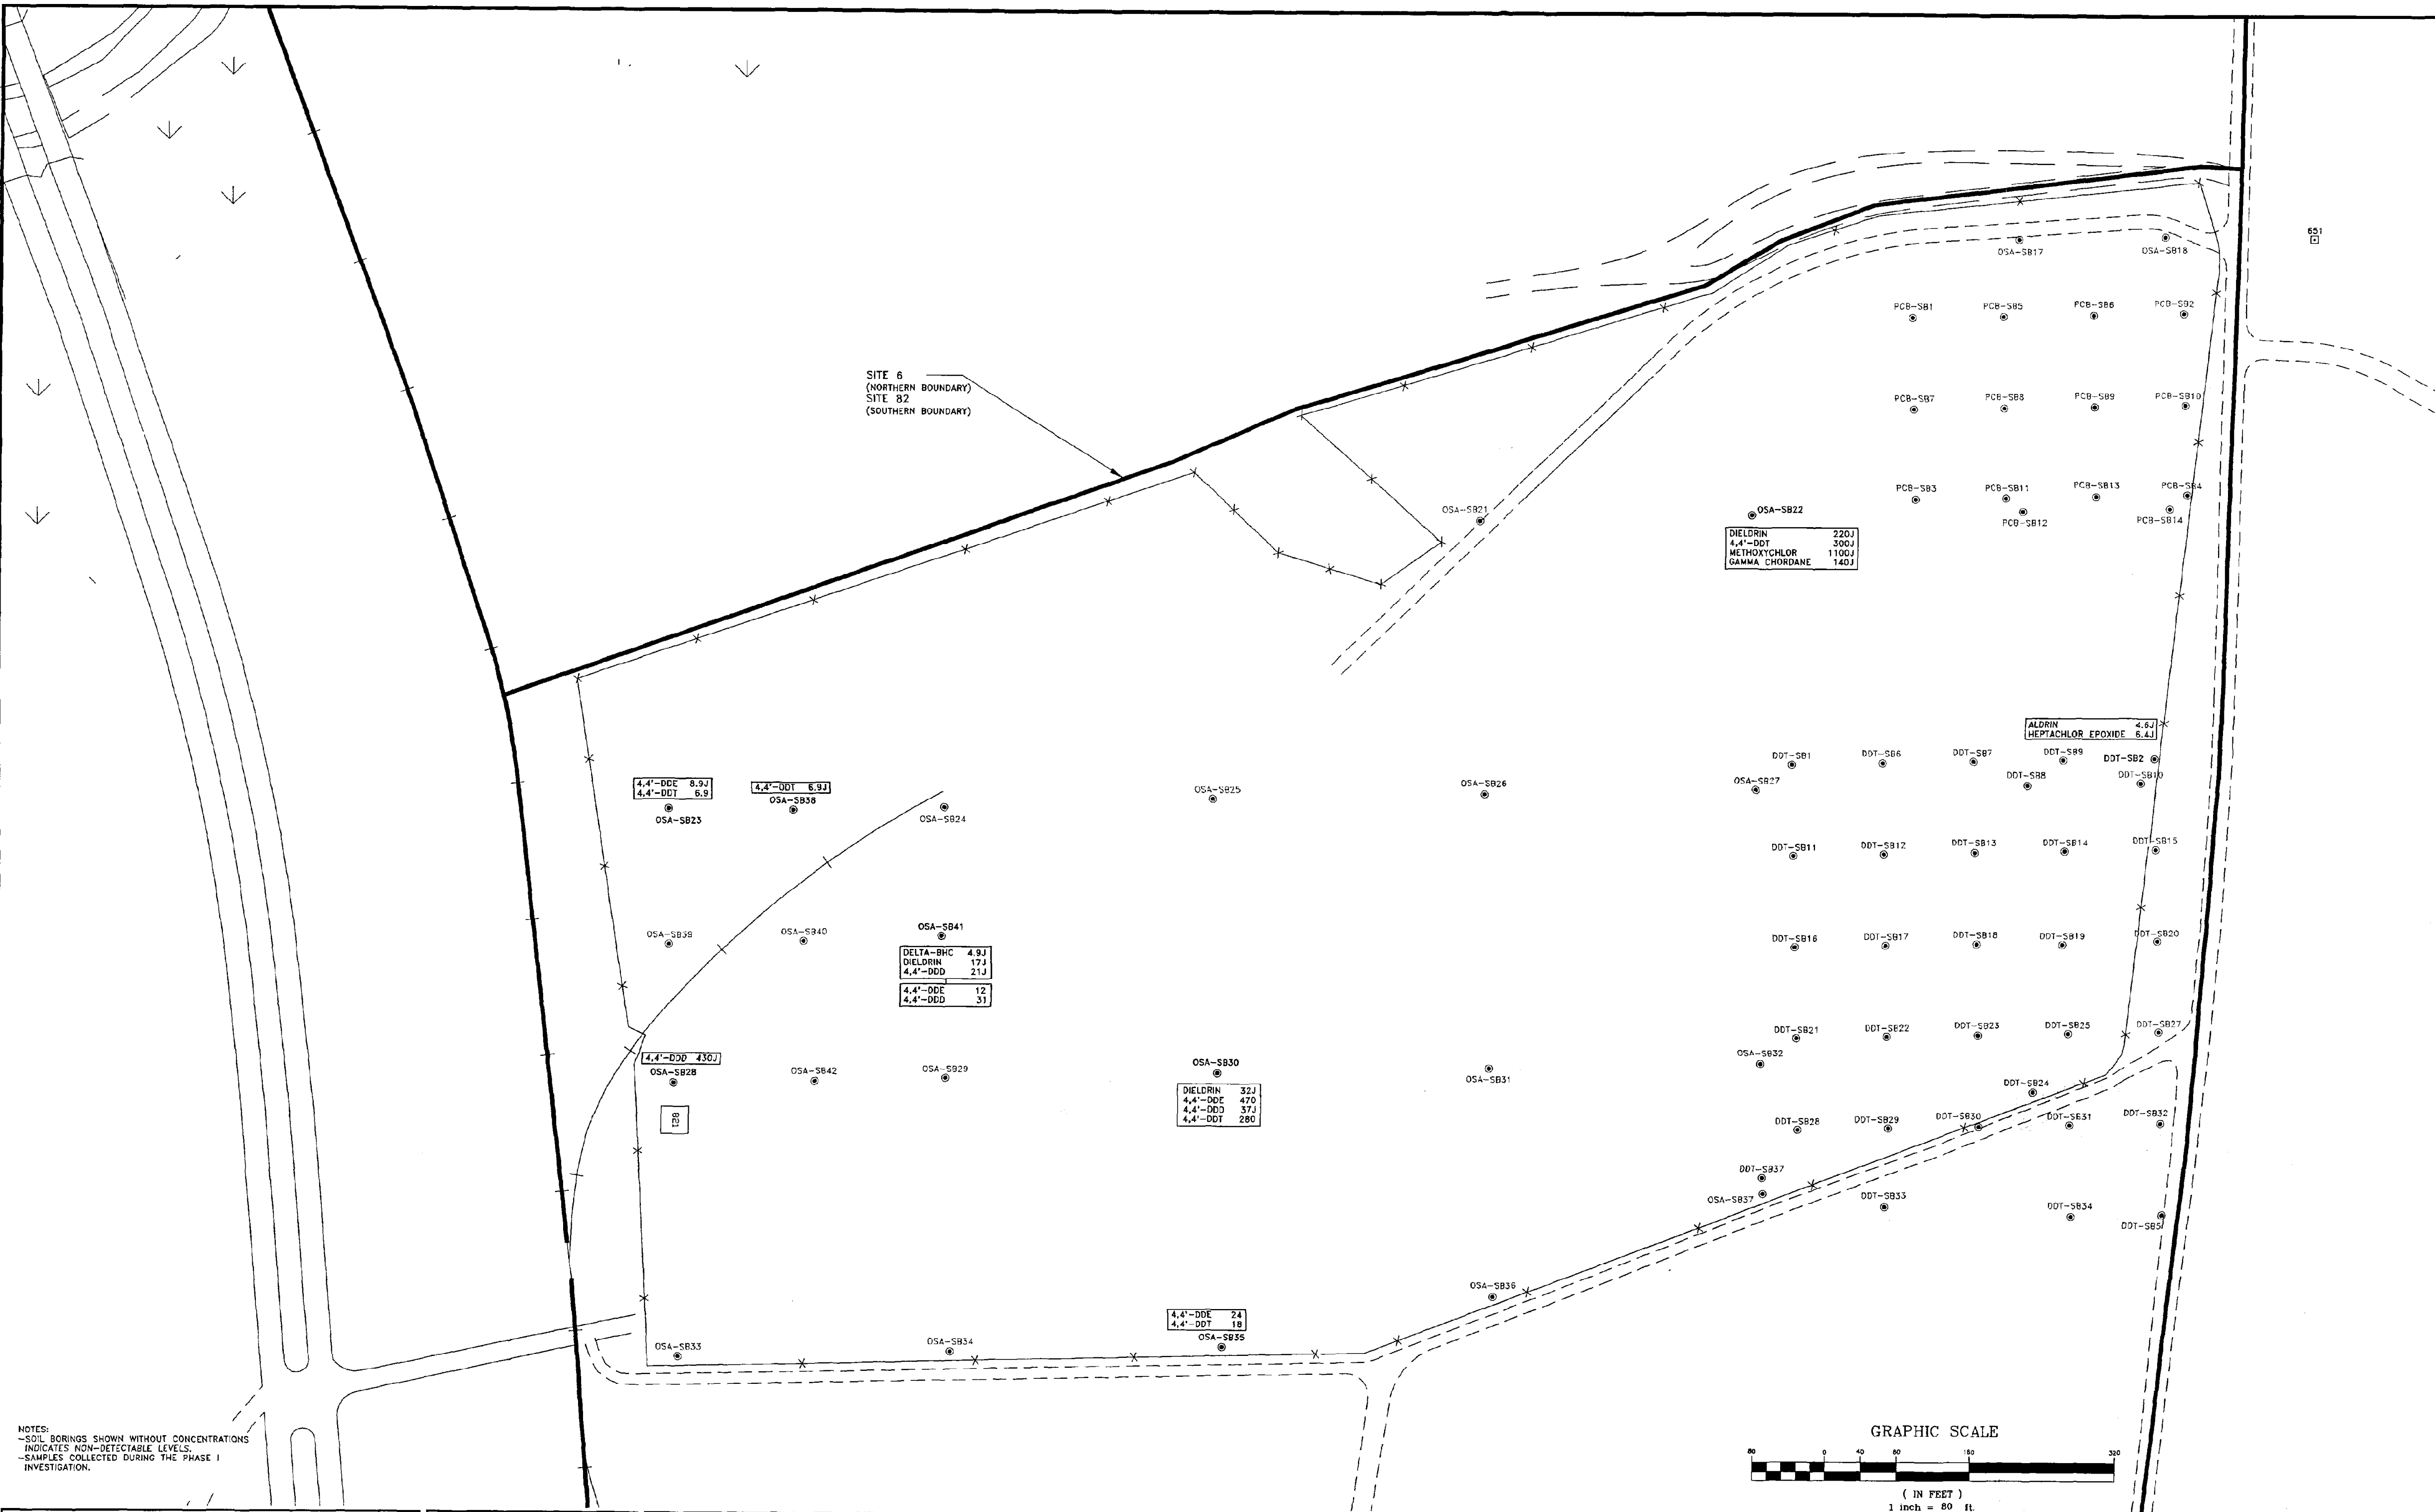 651
OSA-SB17
OSA-SB18
PCB-SB1
PCB-SB5
PCB-SB6
PCB-SB2
SITE 6
(NORTHERN BOUNDARY)
SITE 82
(SOUTHERN BOUNDARY)
PCB-SB7
PCB-SB8
PCB-SB9
PCB-SB10
PCB-SB3
PCB-SB11
PCB-SB13
PCB-SB4
PCB-SB12
PCB-SB14
OSA-SB21
OSA-SB22
DIELDRIN 220J
4,4'-DDT 300J
METHOXYCHLOR 1100J
GAMMA CHORDANE 140J
ALDRIN 4.6J
HEPTACHLOR EPOXIDE 6.4J
DDT-SB1
DDT-SB6
DDT-SB7
DDT-SB9
DDT-SB2
DDT-SB8
DDT-SB10
4,4'-DDE 8.9J
4,4'-DDT 6.9
OSA-SB23
4,4'-DDT 6.9J
OSA-SB38
OSA-SB24
OSA-SB25
OSA-SB26
OSA-SB27
DDT-SB11
DDT-SB12
DDT-SB13
DDT-SB14
DDT-SB15
OSA-SB39
OSA-SB40
OSA-SB41
DELTA-BHC 4.9J
DIELDRIN 17J
4,4'-DDD 21J
4,4'-DDE 12
4,4'-DDD 31
DDT-SB16
DDT-SB17
DDT-SB18
DDT-SB19
DDT-SB20
DDT-SB21
DDT-SB22
DDT-SB23
DDT-SB25
DDT-SB27
4,4'-DDD 430J
OSA-SB28
OSA-SB42
OSA-SB29
OSA-SB30
DIELDRIN 32J
4,4'-DDE 470
4,4'-DDD 37J
4,4'-DDT 280
OSA-SB31
OSA-SB32
DDT-SB24
821
DDT-SB28
DDT-SB29
DDT-SB30
DDT-SB31
DDT-SB32
DDT-SB37
OSA-SB37
DDT-SB33
DDT-SB34
DDT-SB5
OSA-SB36
4,4'-DDE 24
4,4'-DDT 18
OSA-SB35
OSA-SB33
OSA-SB34
NOTES:
-SOIL BORINGS SHOWN WITHOUT CONCENTRATIONS
INDICATES NON-DETECTABLE LEVELS.
-SAMPLES COLLECTED DURING THE PHASE I
INVESTIGATION.
GRAPHIC SCALE
80 0 40 80 160 320
( IN FEET )
1 inch = 80 ft.